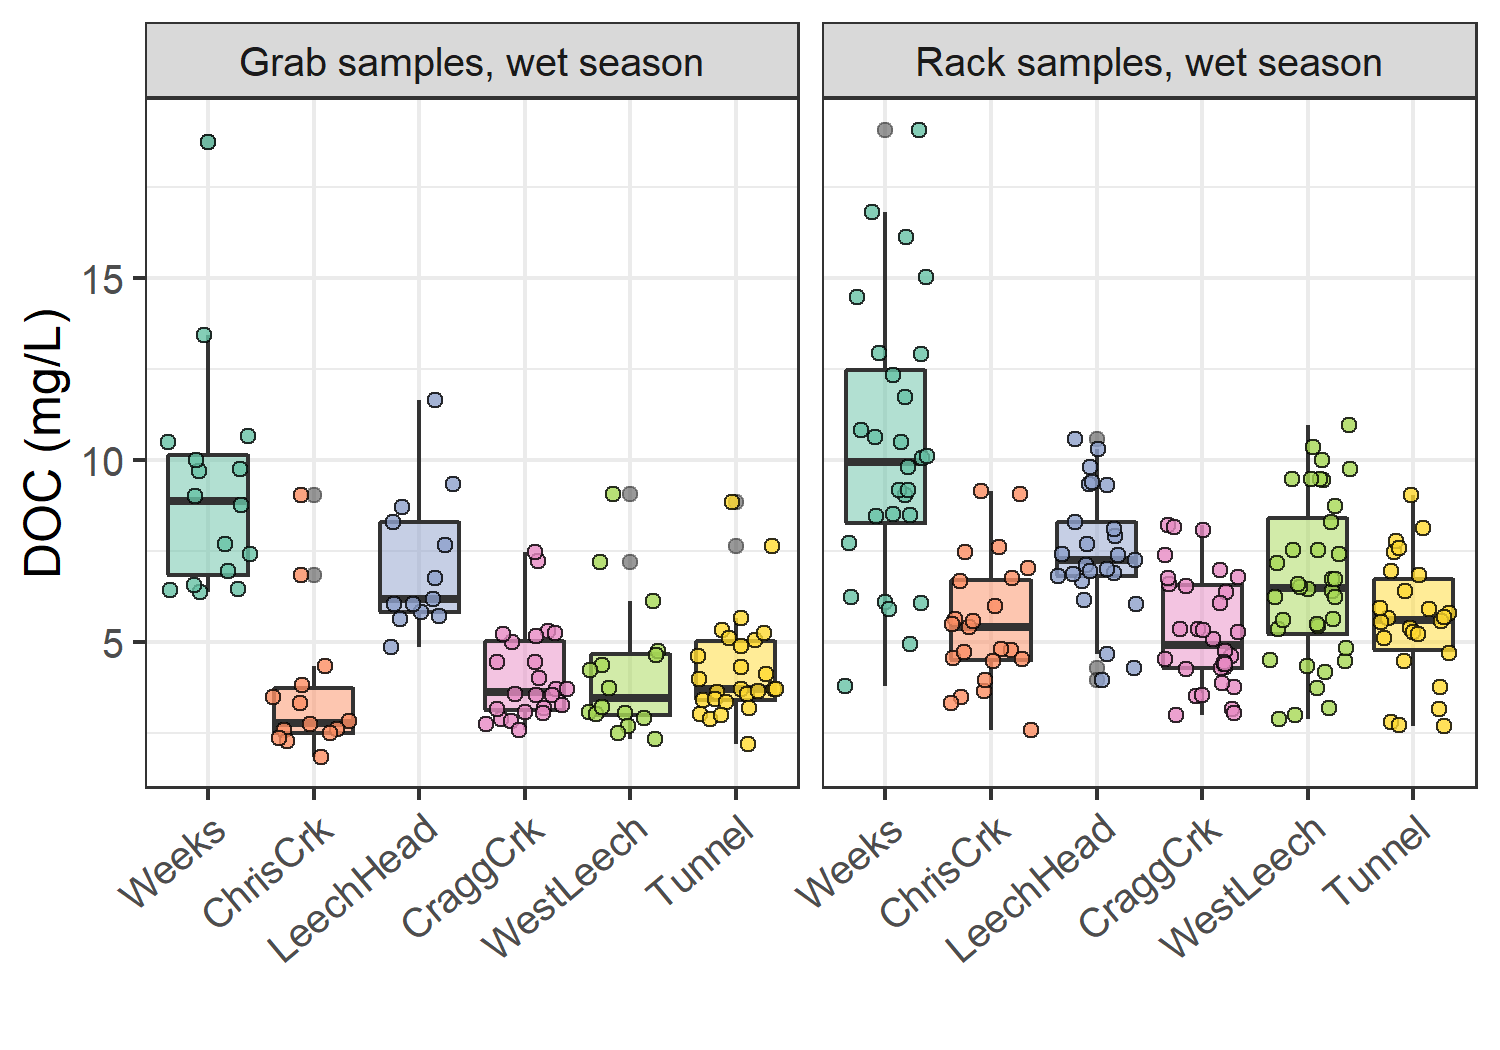 Grab samples, wet season
Rack samples, wet season
DOC (mg/L)
15
10
5
Weeks
ChrisCrk
LeechHead
CraggCrk
WestLeech
Tunnel
Weeks
ChrisCrk
LeechHead
CraggCrk
WestLeech
Tunnel